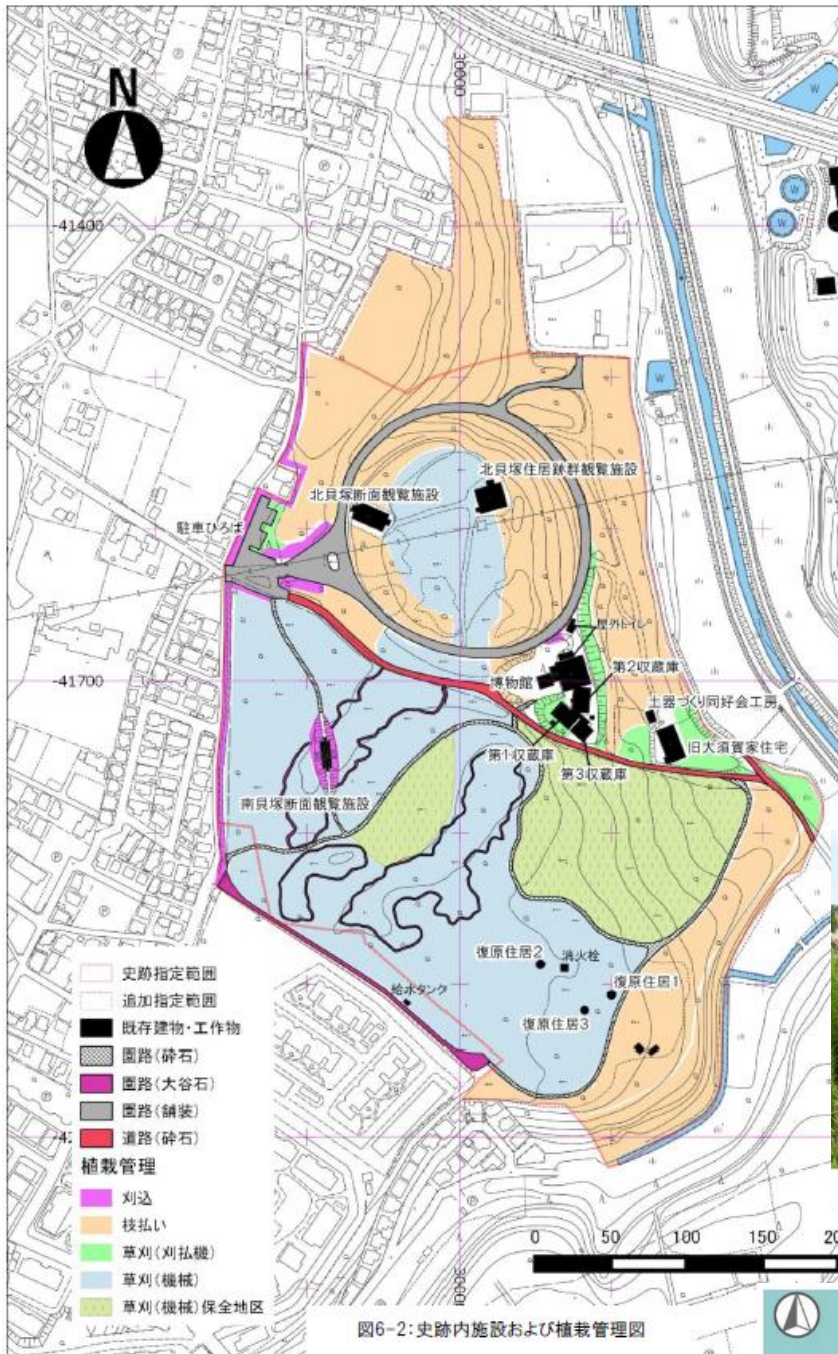 N
30000
-41400
W
W
W
W
北貝塚住居跡群観覧施設
北貝塚断面観覧施設
駐車ひろば
屋外トイレ
-41700
博物館
第2収蔵庫
土器づくり同好会工房
旧大須賀家住宅
第1収蔵庫
第3収蔵庫
南貝塚断面観覧施設
復原住居2
消火栓
復原住居1
給水タンク
復原住居3
史跡指定範囲
追加指定範囲
既存建物・工作物
園路(砕石)
園路(大谷石)
園路(舗装)
道路(砕石)
植栽管理
刈込
枝払い
草刈(刈払機)
草刈(機械)
草刈(機械)保全地区
0 50 100 150 20
図6-2:史跡内施設および植栽管理図